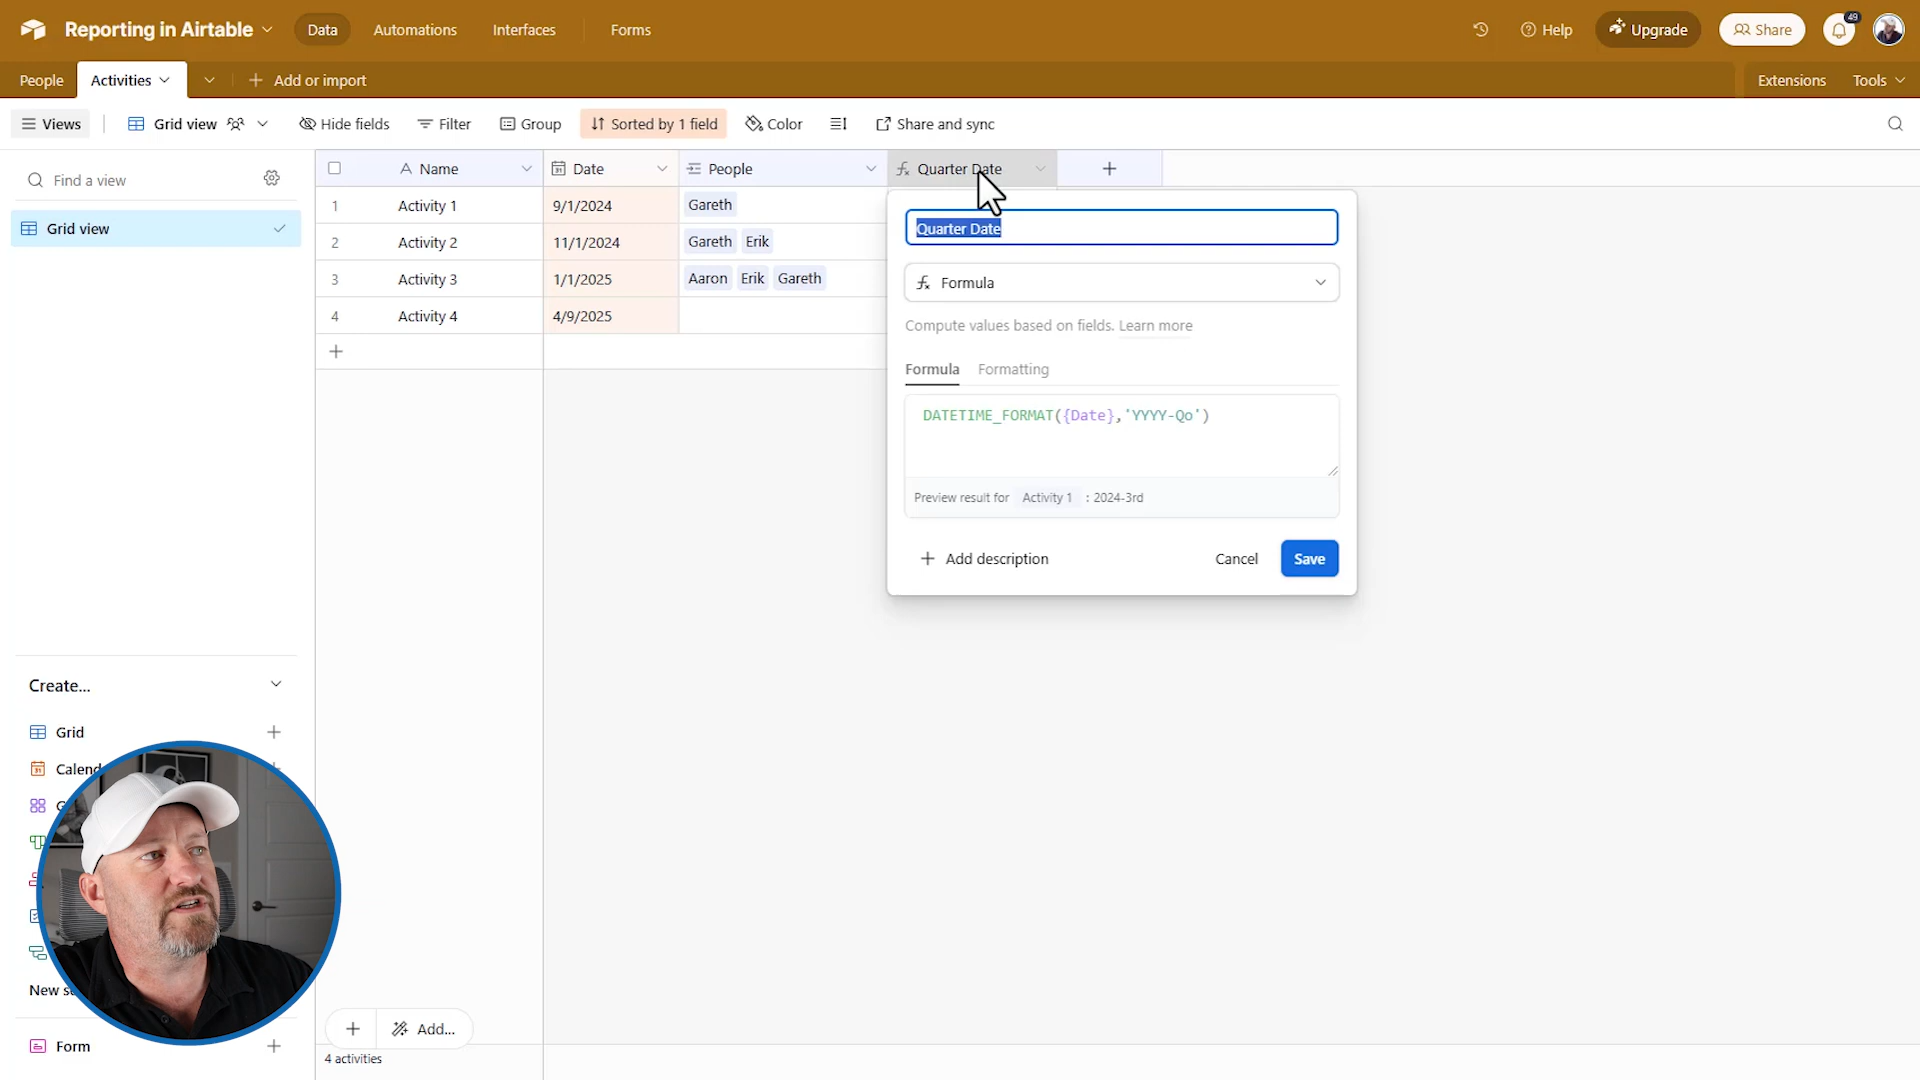 Reporting in Airtable
Data
Automations
Interfaces
Forms
Help
Upgrade
Share
49
People
Activities
Add or import
Extensions
Tools
Views
Grid view
Hide fields
Filter
Group
Sorted by 1 field
Color
Share and sync
Find a view
Grid view
Name
Date
People
Quarter Date
1 Activity 1 9/1/2024 Gareth
2 Activity 2 11/1/2024 Gareth Erik
3 Activity 3 1/1/2025 Aaron Erik Gareth
4 Activity 4 4/9/2025
Quarter Date
Formula
Compute values based on fields. Learn more
Formula Formatting
DATETIME_FORMAT({Date},'YYYY-Qo')
Preview result for Activity 1 : 2024-3rd
Add description
Cancel
Save
Create...
Grid
Form
Add...
4 activities